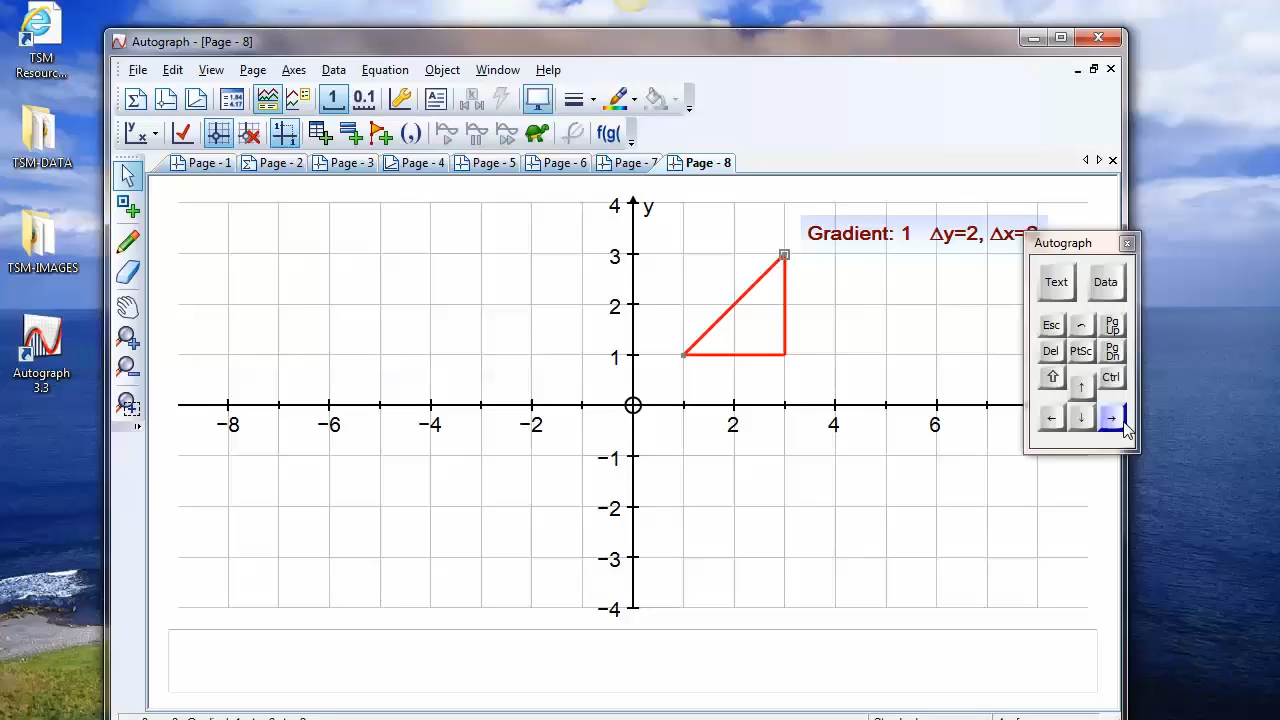 TSM
Resourc...
TSM-DATA
TSM-IMAGES
Autograph
3.3
Autograph - [Page - 8]
File Edit View Page Axes Data Equation Object Window Help
1 0.1
y x (,) f(g(
Page - 1 Page - 2 Page - 3 Page - 4 Page - 5 Page - 6 Page - 7 Page - 8
4 y
Gradient: 1 Δy=2, Δx=
3
2
1
−8 −6 −4 −2 2 4 6
−1
−2
−3
−4
Autograph
Text Data
Esc Pg Up
Del PtSc Pg Dn
Ctrl